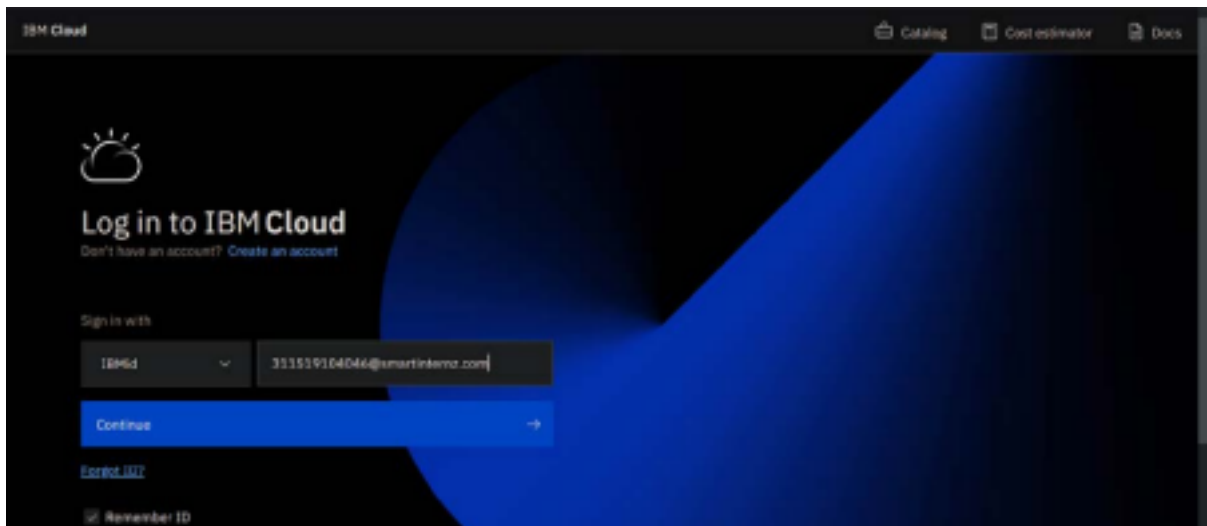 IBM Cloud
Catalog
Cost estimator
Docs
Log in to IBM Cloud
Don't have an account? Create an account
Sign in with
IBMid
311519104046@smartinternz.com
Continue
Forgot ID?
Remember ID